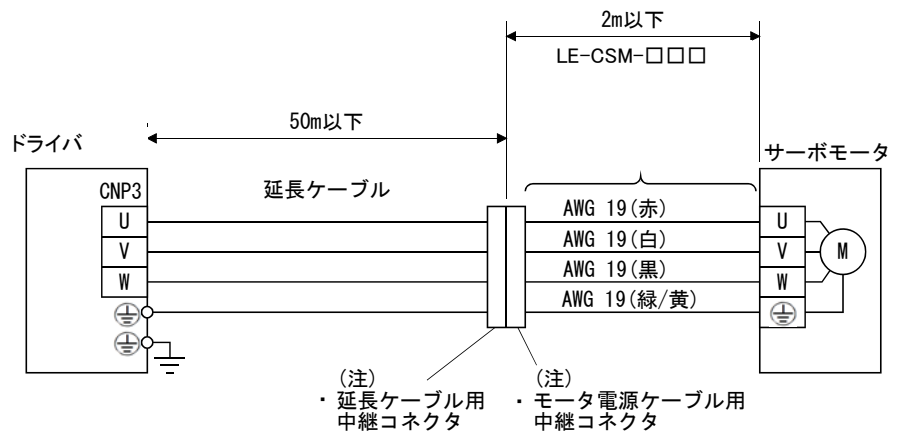 2m以下
LE-CSM-□□□
50m以下
ドライバ
サーボモータ
CNP3
延長ケーブル
U
AWG 19(赤)
U
V
AWG 19(白)
V
M
W
AWG 19(黒)
W
AWG 19(緑/黄)
(注)
・延長ケーブル用
中継コネクタ
(注)
・モータ電源ケーブル用
中継コネクタ